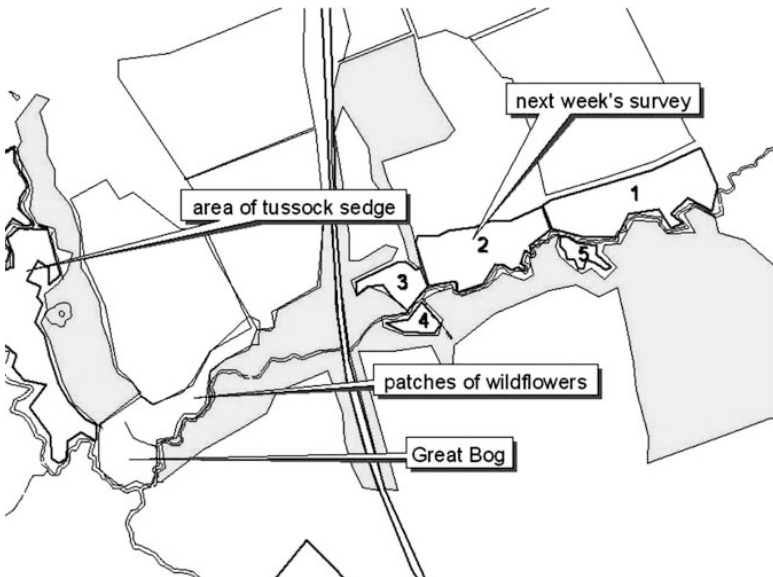 next week's survey
1
area of tussock sedge
2
5
3
4
patches of wildflowers
Great Bog